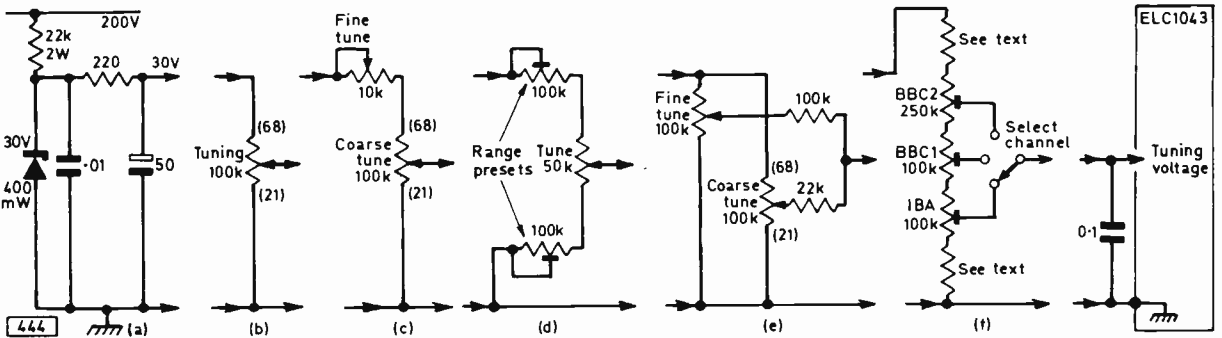 200V
22k
2W
220
30V
30V
·01
50
400
mW
444
(a)
(68)
Tuning
100k
(21)
(b)
Fine
tune
10k
(68)
Coarse
tune
100k
(21)
(c)
100k
Range
presets
Tune
50k
100k
(d)
Fine
tune
100k
100k
(68)
Coarse
tune
100k
22k
(21)
(e)
See text
BBC2
250k
Select
channel
BBC1
100k
IBA
100k
See text
(f)
ELC1043
Tuning
voltage
0·1